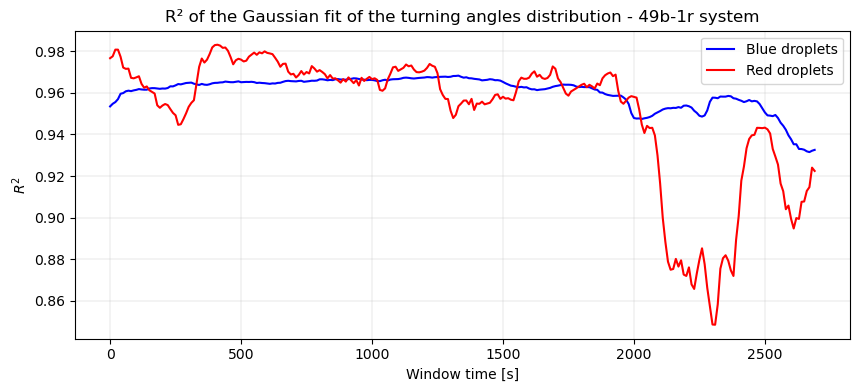 R² of the Gaussian fit of the turning angles distribution - 49b-1r system
Blue droplets
Red droplets
R²
0.98
0.96
0.94
0.92
0.90
0.88
0.86
0 500 1000 1500 2000 2500
Window time [s]